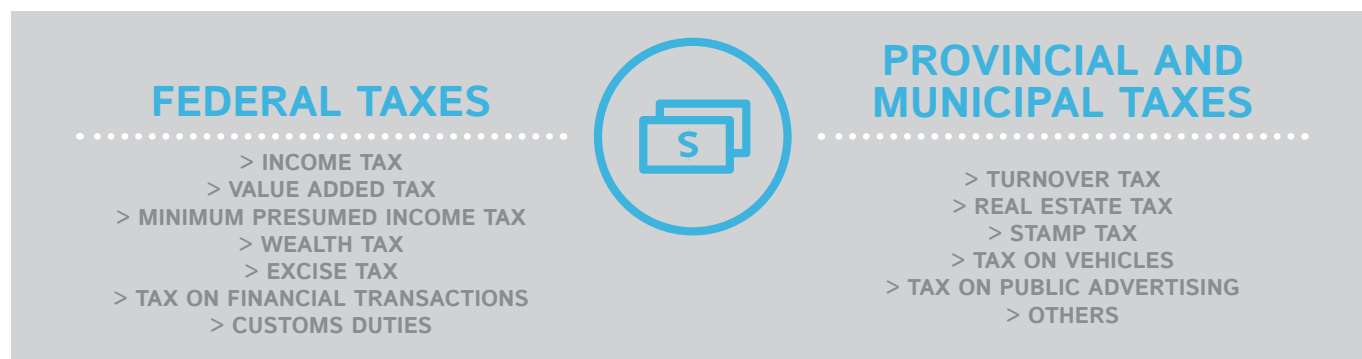 FEDERAL TAXES
> INCOME TAX
> VALUE ADDED TAX
> MINIMUM PRESUMED INCOME TAX
> WEALTH TAX
> EXCISE TAX
> TAX ON FINANCIAL TRANSACTIONS
> CUSTOMS DUTIES
S
PROVINCIAL AND
MUNICIPAL TAXES
> TURNOVER TAX
> REAL ESTATE TAX
> STAMP TAX
> TAX ON VEHICLES
> TAX ON PUBLIC ADVERTISING
> OTHERS